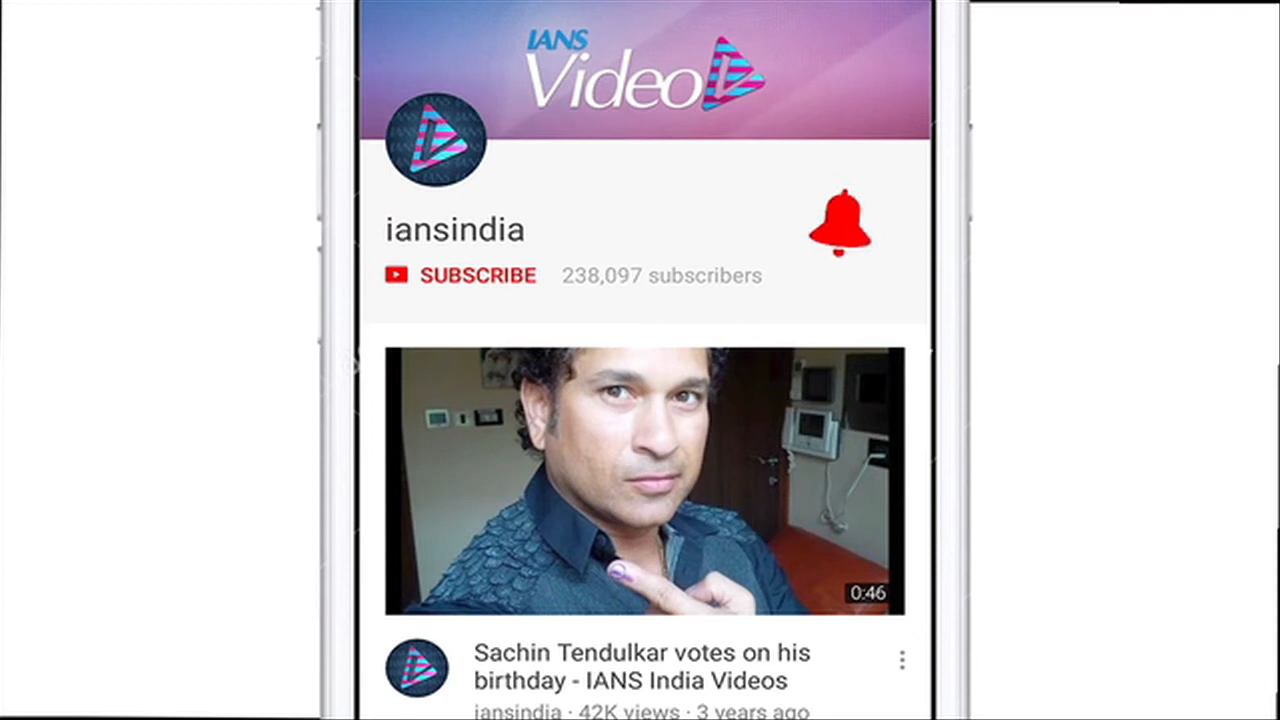 IANS
Video
iansindia
SUBSCRIBE 238,097 subscribers
0:46
Sachin Tendulkar votes on his
birthday - IANS India Videos
iansindia · 42K views · 3 years ago